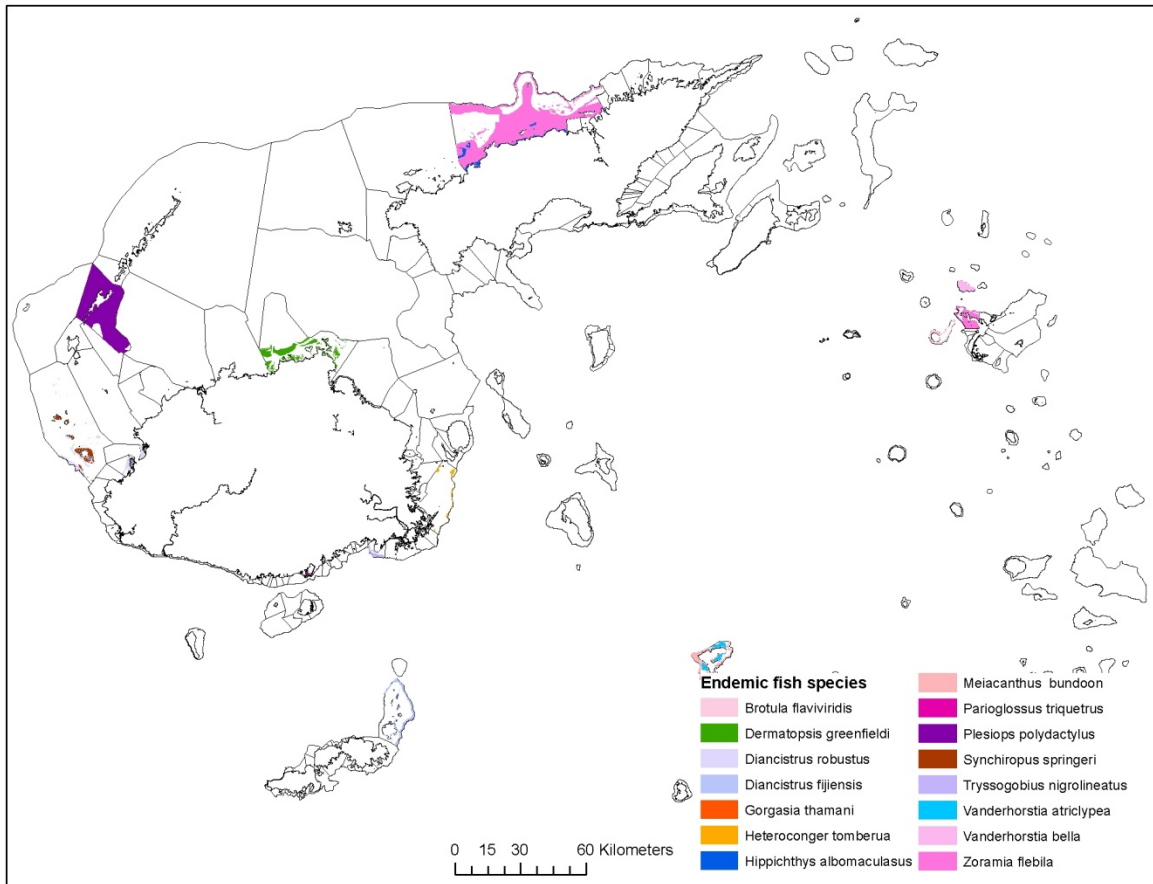 Endemic fish species
Brotula flaviviridis
Dermatopsis greenfieldi
Diancistrus robustus
Diancistrus fijiensis
Gorgasia thamani
Heteroconger tomberua
Hippichthys albomaculasus
Meiacanthus bundoon
Parioglossus triquetrus
Plesiops polydactylus
Synchiropus springeri
Tryssogobius nigrolineatus
Vanderhorstia atriclypea
Vanderhorstia bella
Zoramia flebila
0 15 30 60 Kilometers